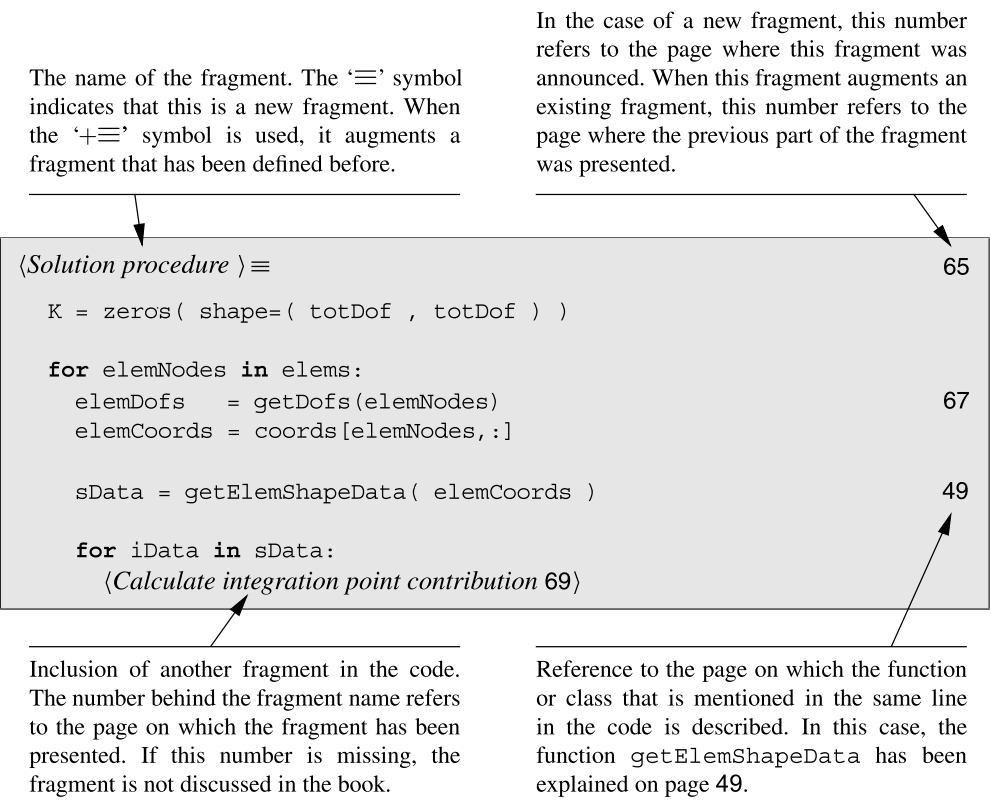 The name of the fragment. The ‘≡’ symbol
indicates that this is a new fragment. When
the ‘+≡’ symbol is used, it augments a
fragment that has been defined before.
In the case of a new fragment, this number
refers to the page where this fragment was
announced. When this fragment augments an
existing fragment, this number refers to the
page where the previous part of the fragment
was presented.
⟨Solution procedure ⟩≡ 65
K = zeros( shape=( totDof , totDof ) )
for elemNodes in elems:
elemDofs   = getDofs(elemNodes) 67
elemCoords = coords[elemNodes,:]
sData = getElemShapeData( elemCoords ) 49
for iData in sData:
⟨Calculate integration point contribution 69⟩
Inclusion of another fragment in the code.
The number behind the fragment name refers
to the page on which the fragment has been
presented. If this number is missing, the
fragment is not discussed in the book.
Reference to the page on which the function
or class that is mentioned in the same line
in the code is described. In this case, the
function getElemShapeData has been
explained on page 49.